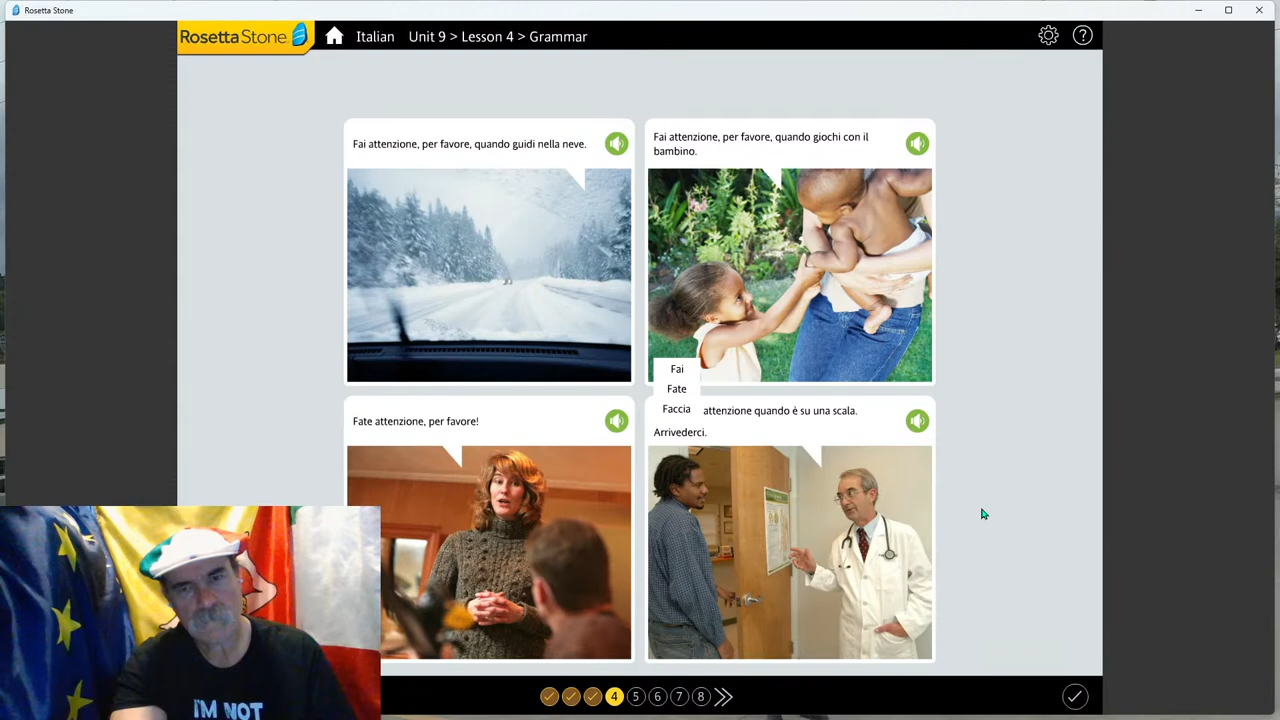 Rosetta Stone
RosettaStone
Italian Unit 9 > Lesson 4 > Grammar
Fai attenzione, per favore, quando guidi nella neve.
Fai attenzione, per favore, quando giochi con il
bambino.
Fate attenzione, per favore!
Fai
Fate
Faccia attenzione quando è su una scala.
Arrivederci.
I'M NOT
4 5 6 7 8